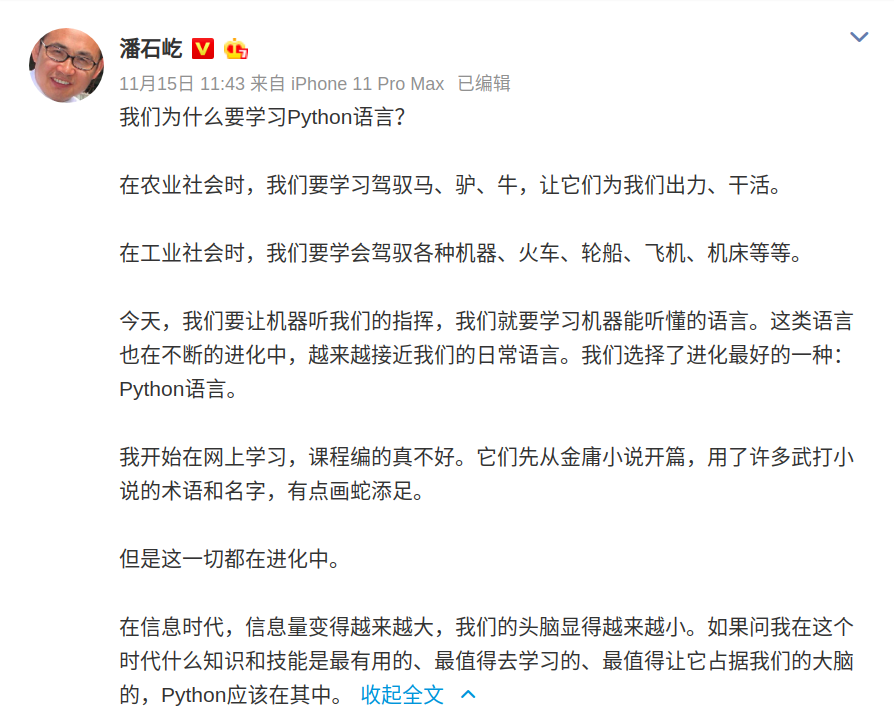 潘石屹
11月15日 11:43 来自 iPhone 11 Pro Max 已编辑
我们为什么要学习Python语言？
在农业社会时，我们要学习驾驭马、驴、牛，让它们为我们出力、干活。
在工业社会时，我们要学会驾驭各种机器、火车、轮船、飞机、机床等等。
今天，我们要让机器听我们的指挥，我们就要学习机器能听懂的语言。这类语言
也在不断的进化中，越来越接近我们的日常语言。我们选择了进化最好的一种：
Python语言。
我开始在网上学习，课程编的真不好。它们先从金庸小说开篇，用了许多武打小
说的术语和名字，有点画蛇添足。
但是这一切都在进化中。
在信息时代，信息量变得越来越大，我们的头脑显得越来越小。如果问我在这个
时代什么知识和技能是最有用的、最值得去学习的、最值得让它占据我们的大脑
的，Python应该在其中。 收起全文